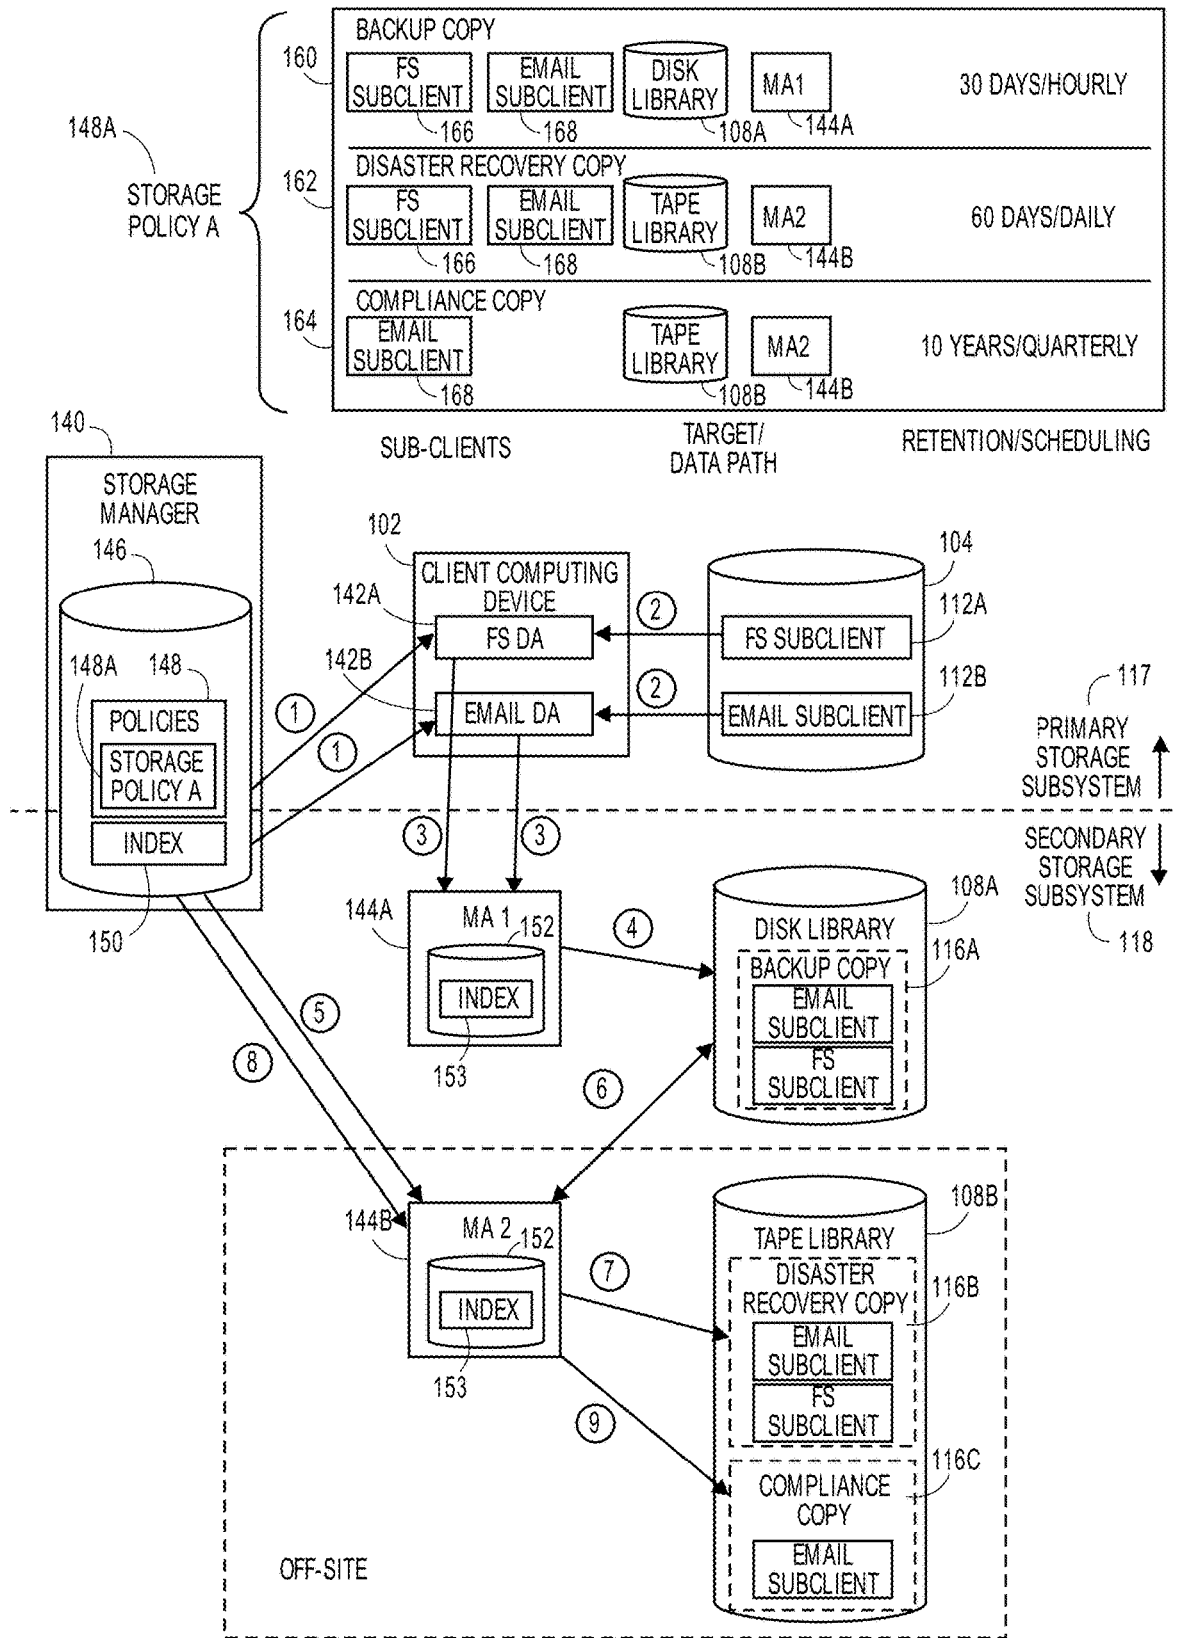 BACKUP COPY
160
FS
SUBCLIENT
166
EMAIL
SUBCLIENT
168
DISK
LIBRARY
108A
MA1
144A
30 DAYS/HOURLY
148A
STORAGE
POLICY A
DISASTER RECOVERY COPY
162
FS
SUBCLIENT
166
EMAIL
SUBCLIENT
168
TAPE
LIBRARY
108B
MA2
144B
60 DAYS/DAILY
COMPLIANCE COPY
164
EMAIL
SUBCLIENT
168
TAPE
LIBRARY
108B
MA2
144B
10 YEARS/QUARTERLY
SUB-CLIENTS
TARGET/
DATA PATH
RETENTION/SCHEDULING
140
STORAGE
MANAGER
146
148A
148
POLICIES
STORAGE
POLICY A
INDEX
150
102
CLIENT COMPUTING
DEVICE
142A
FS DA
142B
EMAIL DA
104
112A
FS SUBCLIENT
112B
EMAIL SUBCLIENT
1
1
2
2
117
PRIMARY
STORAGE
SUBSYSTEM
SECONDARY
STORAGE
SUBSYSTEM
118
3
3
144A
MA 1
152
INDEX
153
4
108A
DISK LIBRARY
116A
BACKUP COPY
EMAIL
SUBCLIENT
FS
SUBCLIENT
5
8
6
144B
MA 2
152
INDEX
153
7
9
108B
TAPE LIBRARY
DISASTER
RECOVERY COPY
116B
EMAIL
SUBCLIENT
FS
SUBCLIENT
116C
COMPLIANCE
COPY
EMAIL
SUBCLIENT
OFF-SITE